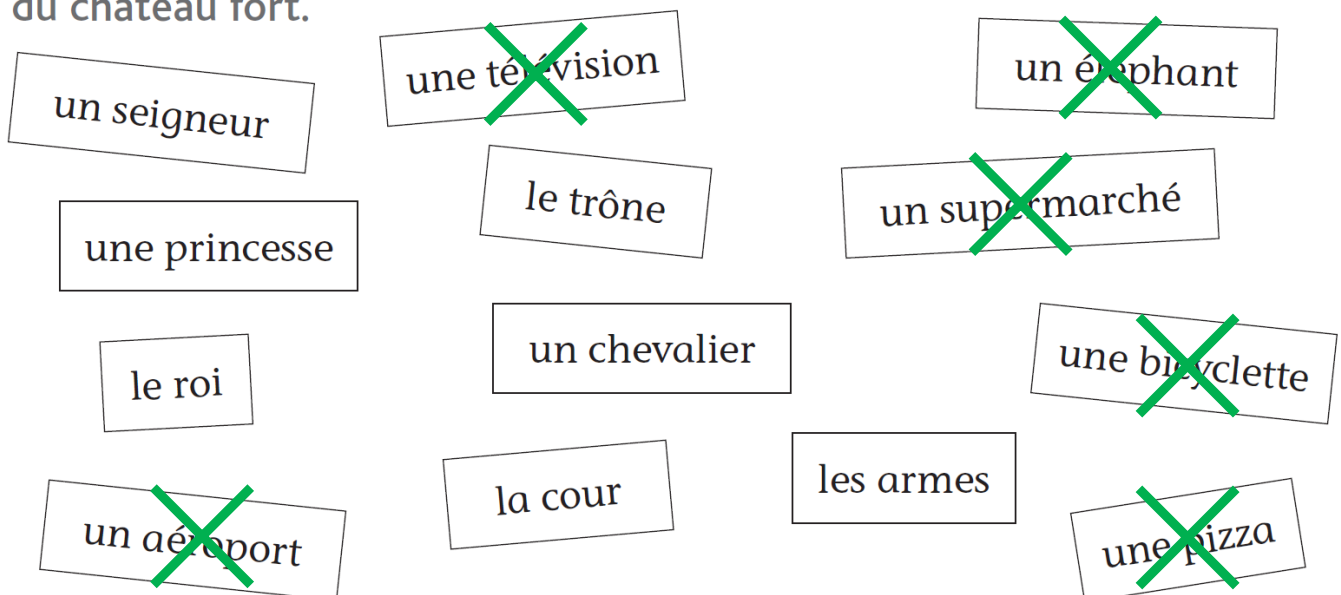 du château fort.
une télévision
un éléphant
un seigneur
le trône
un supermarché
une princesse
un chevalier
une bicyclette
le roi
la cour
les armes
un aéroport
une pizza